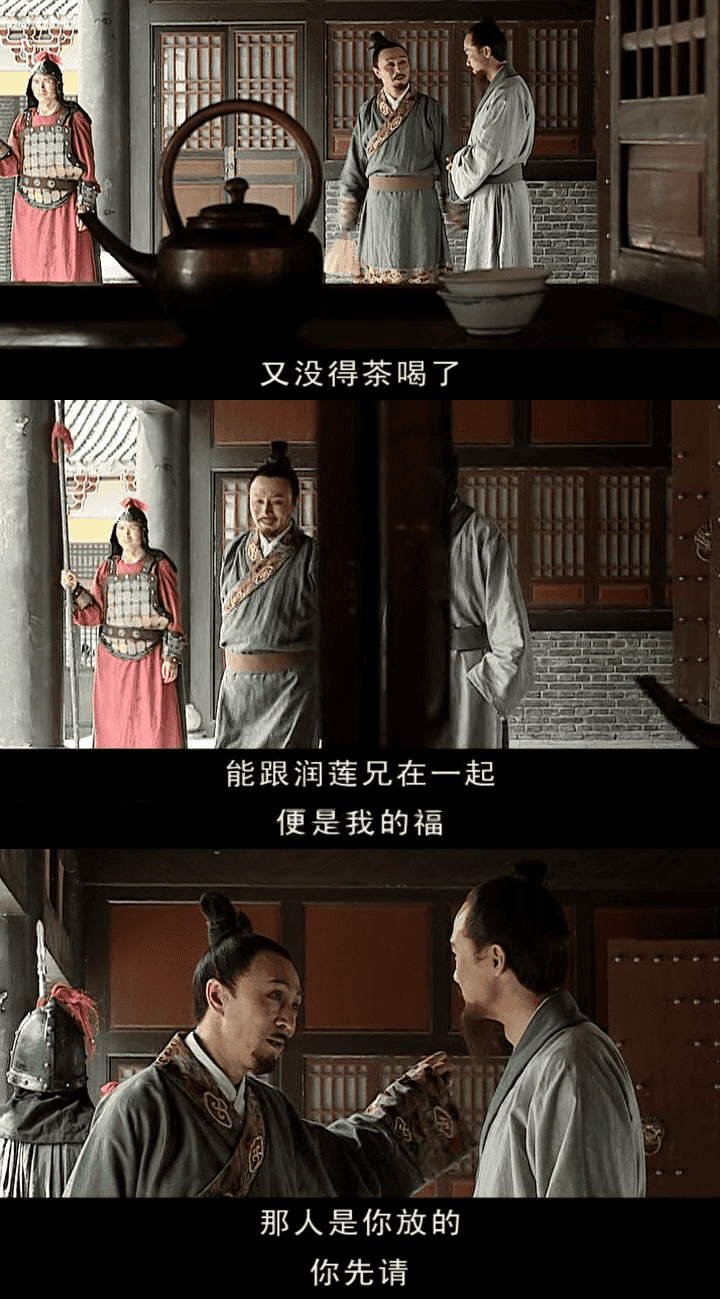 又没得茶喝了
能跟润莲兄在一起
便是我的福
那人是你放的
你先请